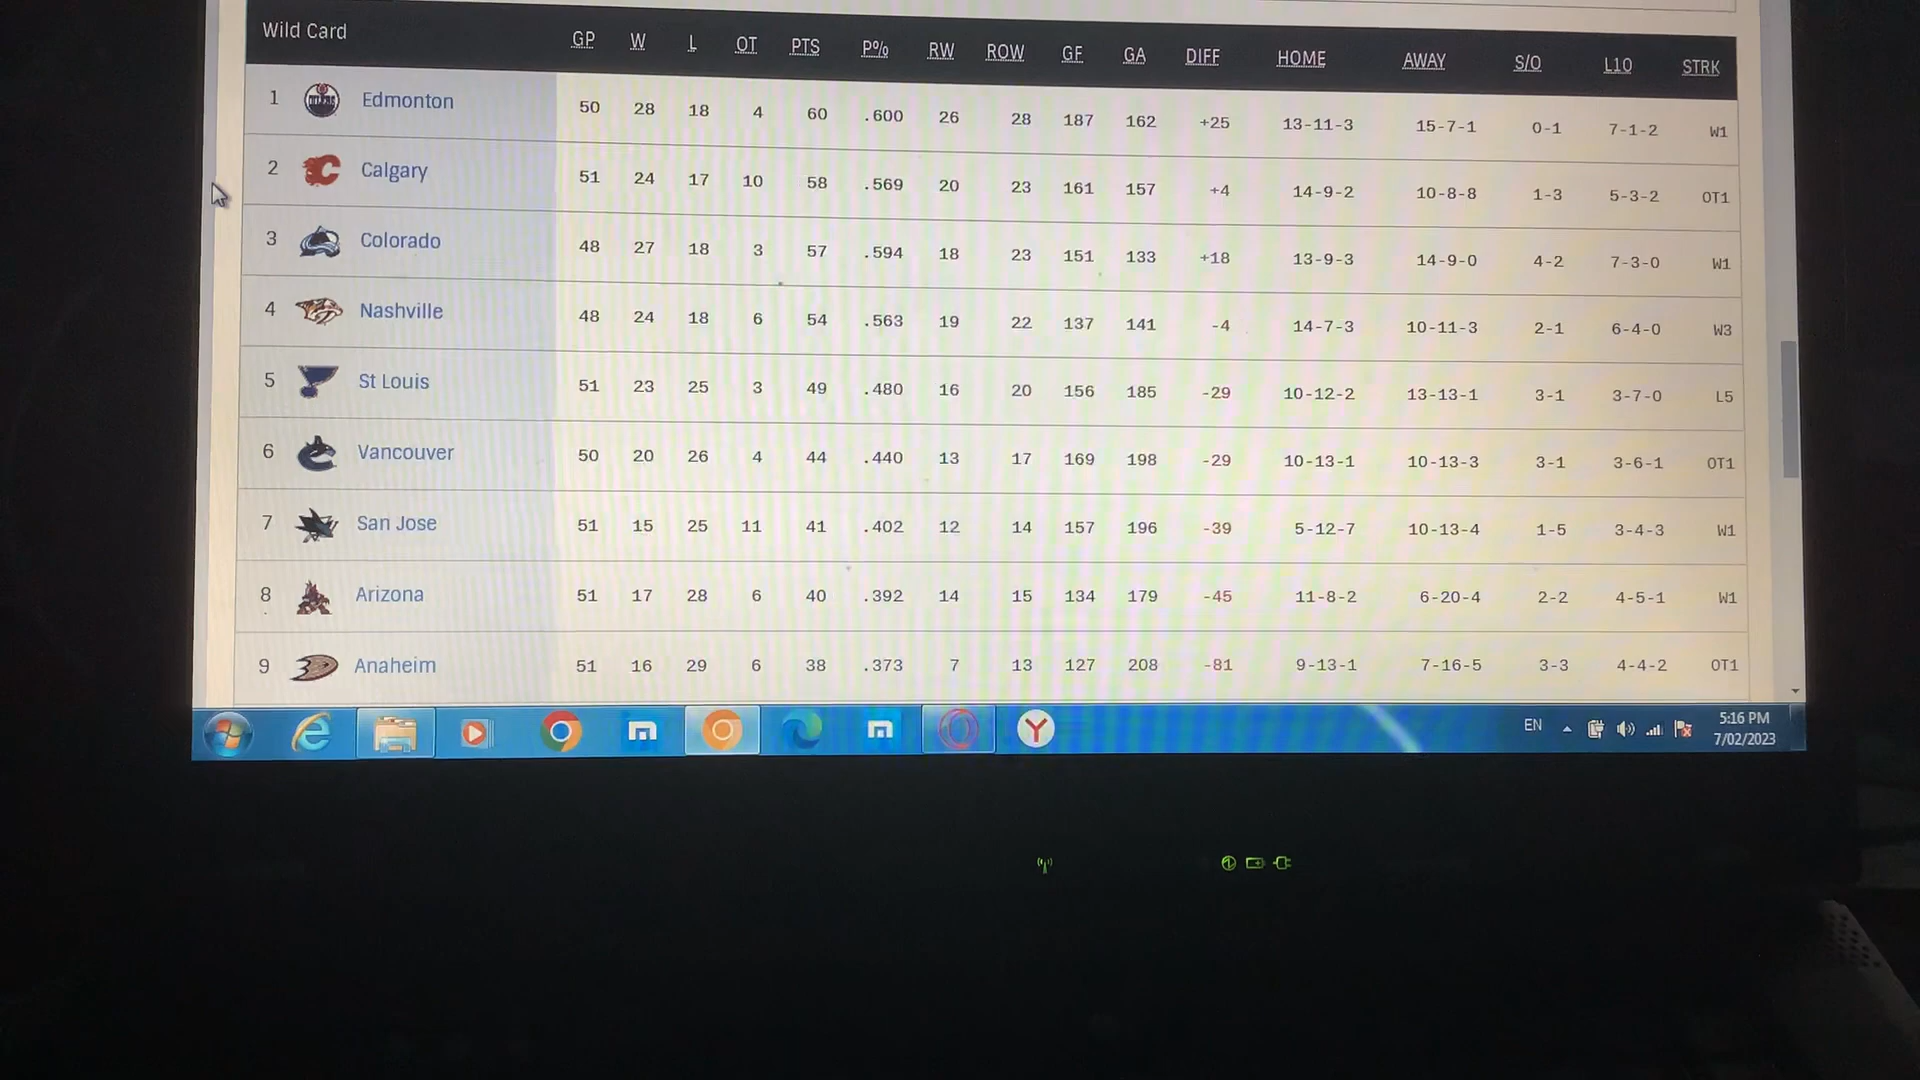 Wild Card GP W L OT PTS P% RW ROW GF GA DIFF HOME AWAY S/O L10 STRK
1 Edmonton 50 28 18 4 60 .600 26 28 187 162 +25 13-11-3 15-7-1 0-1 7-1-2 W1
2 Calgary 51 24 17 10 58 .569 20 23 161 157 +4 14-9-2 10-8-8 1-3 5-3-2 OT1
3 Colorado 48 27 18 3 57 .594 18 23 151 133 +18 13-9-3 14-9-0 4-2 7-3-0 W1
4 Nashville 48 24 18 6 54 .563 19 22 137 141 -4 14-7-3 10-11-3 2-1 6-4-0 W3
5 St Louis 51 23 25 3 49 .480 16 20 156 185 -29 10-12-2 13-13-1 3-1 3-7-0 L5
6 Vancouver 50 20 26 4 44 .440 13 17 169 198 -29 10-13-1 10-13-3 3-1 3-6-1 OT1
7 San Jose 51 15 25 11 41 .402 12 14 157 196 -39 5-12-7 10-13-4 1-5 3-4-3 W1
8 Arizona 51 17 28 6 40 .392 14 15 134 179 -45 11-8-2 6-20-4 2-2 4-5-1 W1
9 Anaheim 51 16 29 6 38 .373 7 13 127 208 -81 9-13-1 7-16-5 3-3 4-4-2 OT1
EN 5:16 PM
7/02/2023